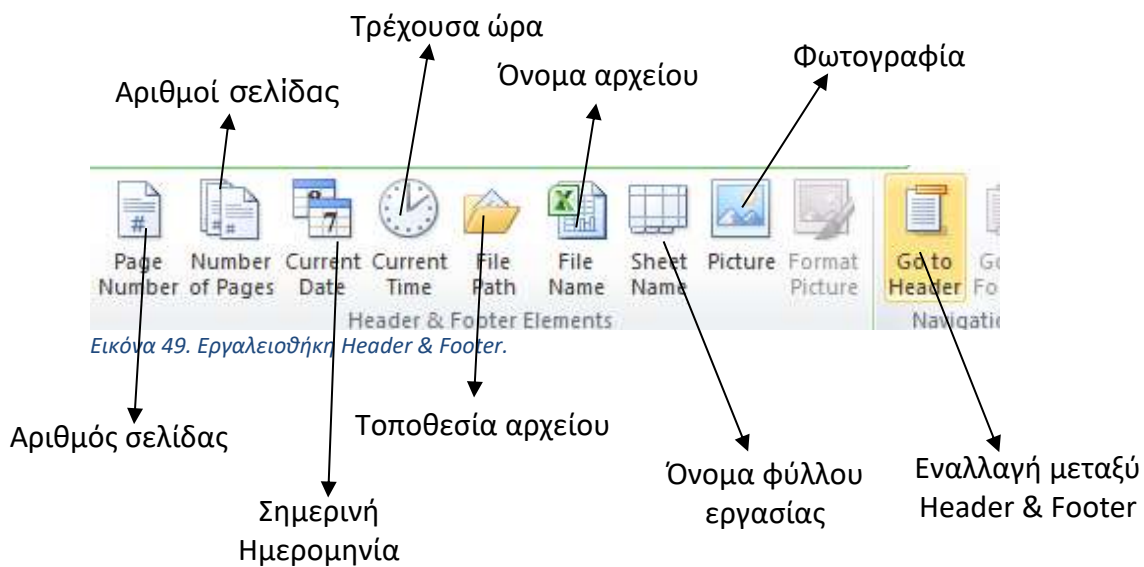 Τρέχουσα ώρα
Φωτογραφία
Όνομα αρχείου
Αριθμοί σελίδας
Page Number
Number of Pages
Current Date
Current Time
File Path
File Name
Sheet Name
Picture
Format Picture
Go to Header
Header & Footer Elements
Εικόνα 49. Εργαλειοθήκη Header & Footer.
Τοποθεσία αρχείου
Αριθμός σελίδας
Όνομα φύλλου
εργασίας
Εναλλαγή μεταξύ
Header & Footer
Σημερινή
Ημερομηνία